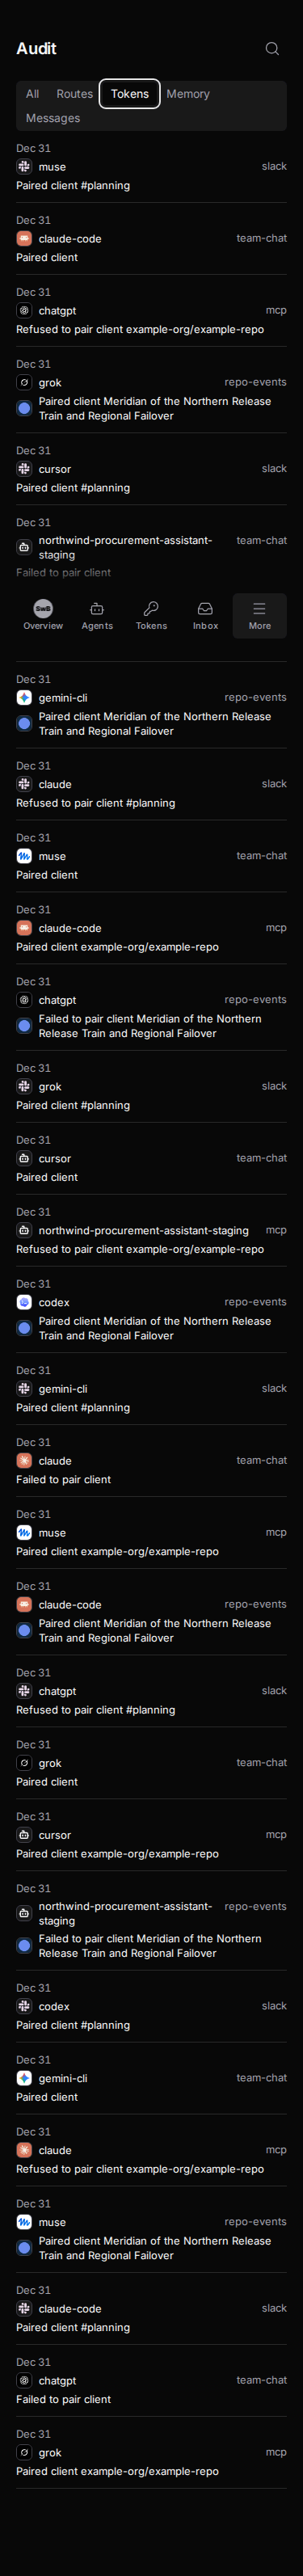 Audit
All Routes Tokens Memory
Messages
Dec 31
muse slack
Paired client #planning
Dec 31
claude-code team-chat
Paired client
Dec 31
chatgpt mcp
Refused to pair client example-org/example-repo
Dec 31
grok repo-events
Paired client Meridian of the Northern Release
Train and Regional Failover
Dec 31
cursor slack
Paired client #planning
Dec 31
northwind-procurement-assistant- team-chat
staging
Failed to pair client
SwB
Overview Agents Tokens Inbox More
Dec 31
gemini-cli repo-events
Paired client Meridian of the Northern Release
Train and Regional Failover
Dec 31
claude slack
Refused to pair client #planning
Dec 31
muse team-chat
Paired client
Dec 31
claude-code mcp
Paired client example-org/example-repo
Dec 31
chatgpt repo-events
Failed to pair client Meridian of the Northern
Release Train and Regional Failover
Dec 31
grok slack
Paired client #planning
Dec 31
cursor team-chat
Paired client
Dec 31
northwind-procurement-assistant-staging mcp
Refused to pair client example-org/example-repo
Dec 31
codex repo-events
Paired client Meridian of the Northern Release
Train and Regional Failover
Dec 31
gemini-cli slack
Paired client #planning
Dec 31
claude team-chat
Failed to pair client
Dec 31
muse mcp
Paired client example-org/example-repo
Dec 31
claude-code repo-events
Paired client Meridian of the Northern Release
Train and Regional Failover
Dec 31
chatgpt slack
Refused to pair client #planning
Dec 31
grok team-chat
Paired client
Dec 31
cursor mcp
Paired client example-org/example-repo
Dec 31
northwind-procurement-assistant- repo-events
staging
Failed to pair client Meridian of the Northern
Release Train and Regional Failover
Dec 31
codex slack
Paired client #planning
Dec 31
gemini-cli team-chat
Paired client
Dec 31
claude mcp
Refused to pair client example-org/example-repo
Dec 31
muse repo-events
Paired client Meridian of the Northern Release
Train and Regional Failover
Dec 31
claude-code slack
Paired client #planning
Dec 31
chatgpt team-chat
Failed to pair client
Dec 31
grok mcp
Paired client example-org/example-repo